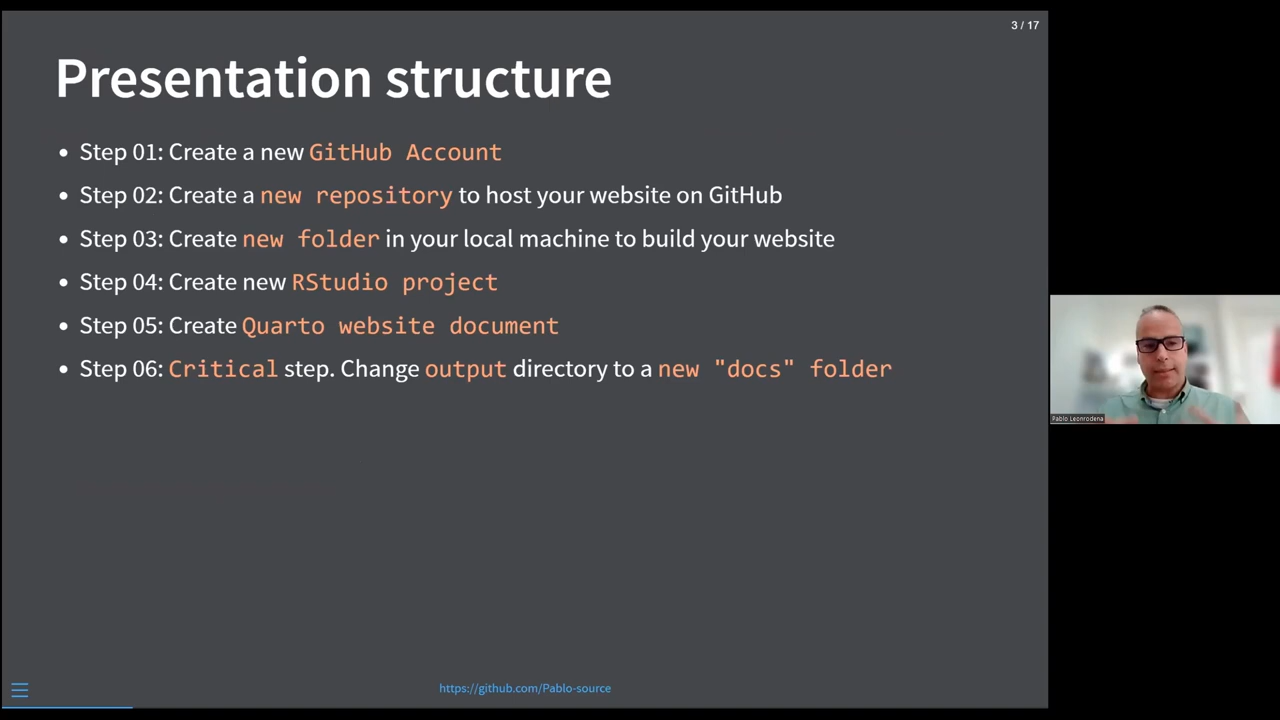 3 / 17
Presentation structure
• Step 01: Create a new GitHub Account
• Step 02: Create a new repository to host your website on GitHub
• Step 03: Create new folder in your local machine to build your website
• Step 04: Create new RStudio project
• Step 05: Create Quarto website document
• Step 06: Critical step. Change output directory to a new "docs" folder
Pablo Leonrodena
https://github.com/Pablo-source